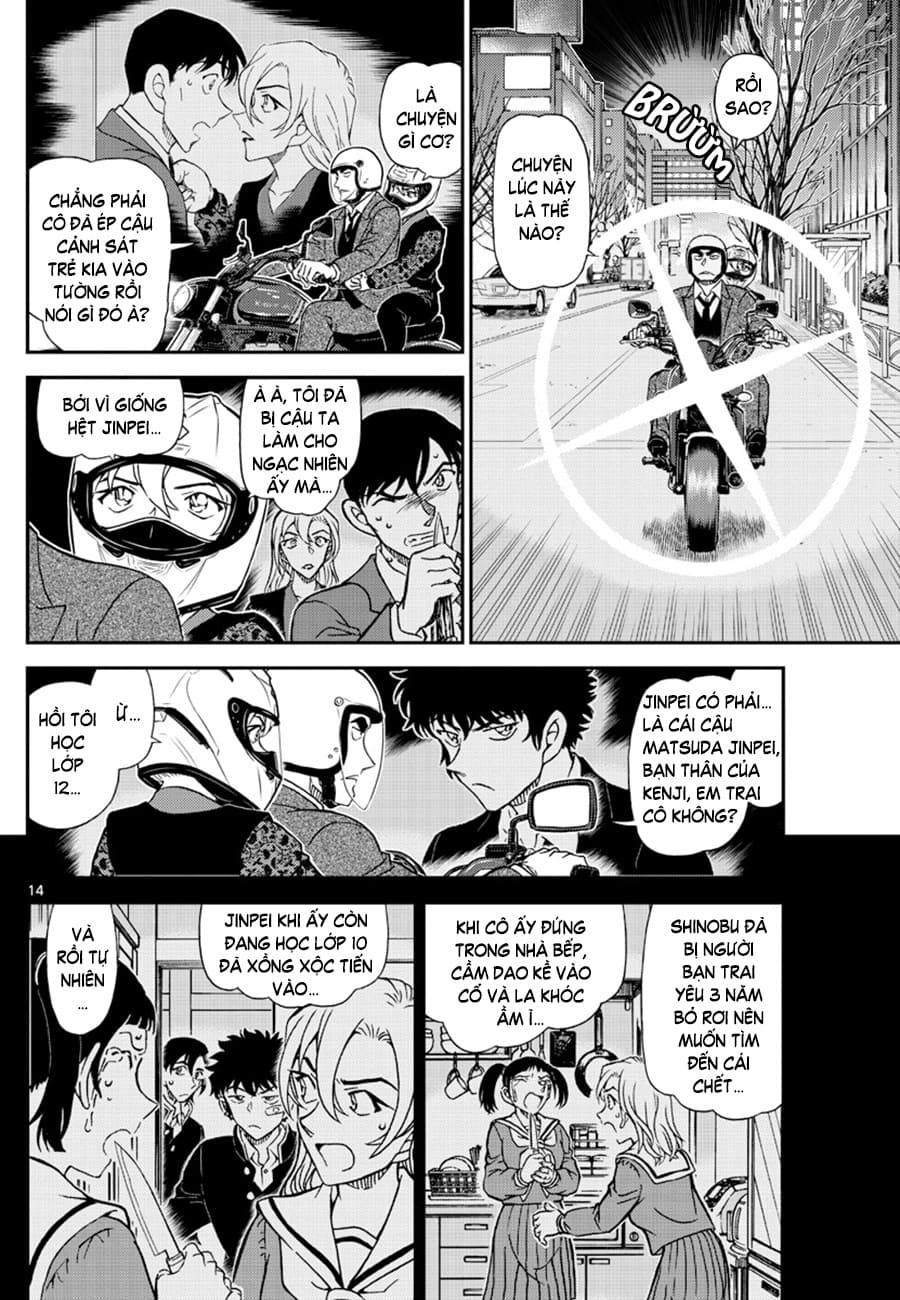 RỒI
SAO?
BRỪỪM
CHUYỆN
LÚC NÀY
LÀ THẾ
NÀO?
LÀ
CHUYỆN
GÌ CƠ?
CHẲNG PHẢI
CÔ ĐÃ ÉP CẬU
CẢNH SÁT
TRẺ KIA VÀO
TƯỜNG RỒI
NÓI GÌ ĐÓ À?
À À, TÔI ĐÃ
BỊ CẬU TA
LÀM CHO
NGẠC NHIÊN
ẤY MÀ...
BỞI VÌ GIỐNG
HỆT JINPEI...
JINPEI CÓ PHẢI...
LÀ CÁI CẬU
MATSUDA JINPEI,
BẠN THÂN CỦA
KENJI, EM TRAI
CÔ KHÔNG?
Ừ...
HỒI TÔI
HỌC
LỚP
12...
SHINOBU ĐÃ
BỊ NGƯỜI
BẠN TRAI
YÊU 3 NĂM
BỎ RƠI NÊN
MUỐN TÌM
ĐẾN CÁI
CHẾT...
KHI CÔ ẤY ĐỨNG
TRONG NHÀ BẾP,
CẦM DAO KỀ VÀO
CỔ VÀ LA KHÓC
ẦM Ĩ...
JINPEI KHI ẤY CÒN
ĐANG HỌC LỚP 10
ĐÃ XỒNG XỘC TIẾN
VÀO...
VÀ
RỒI TỰ
NHIÊN
...
14